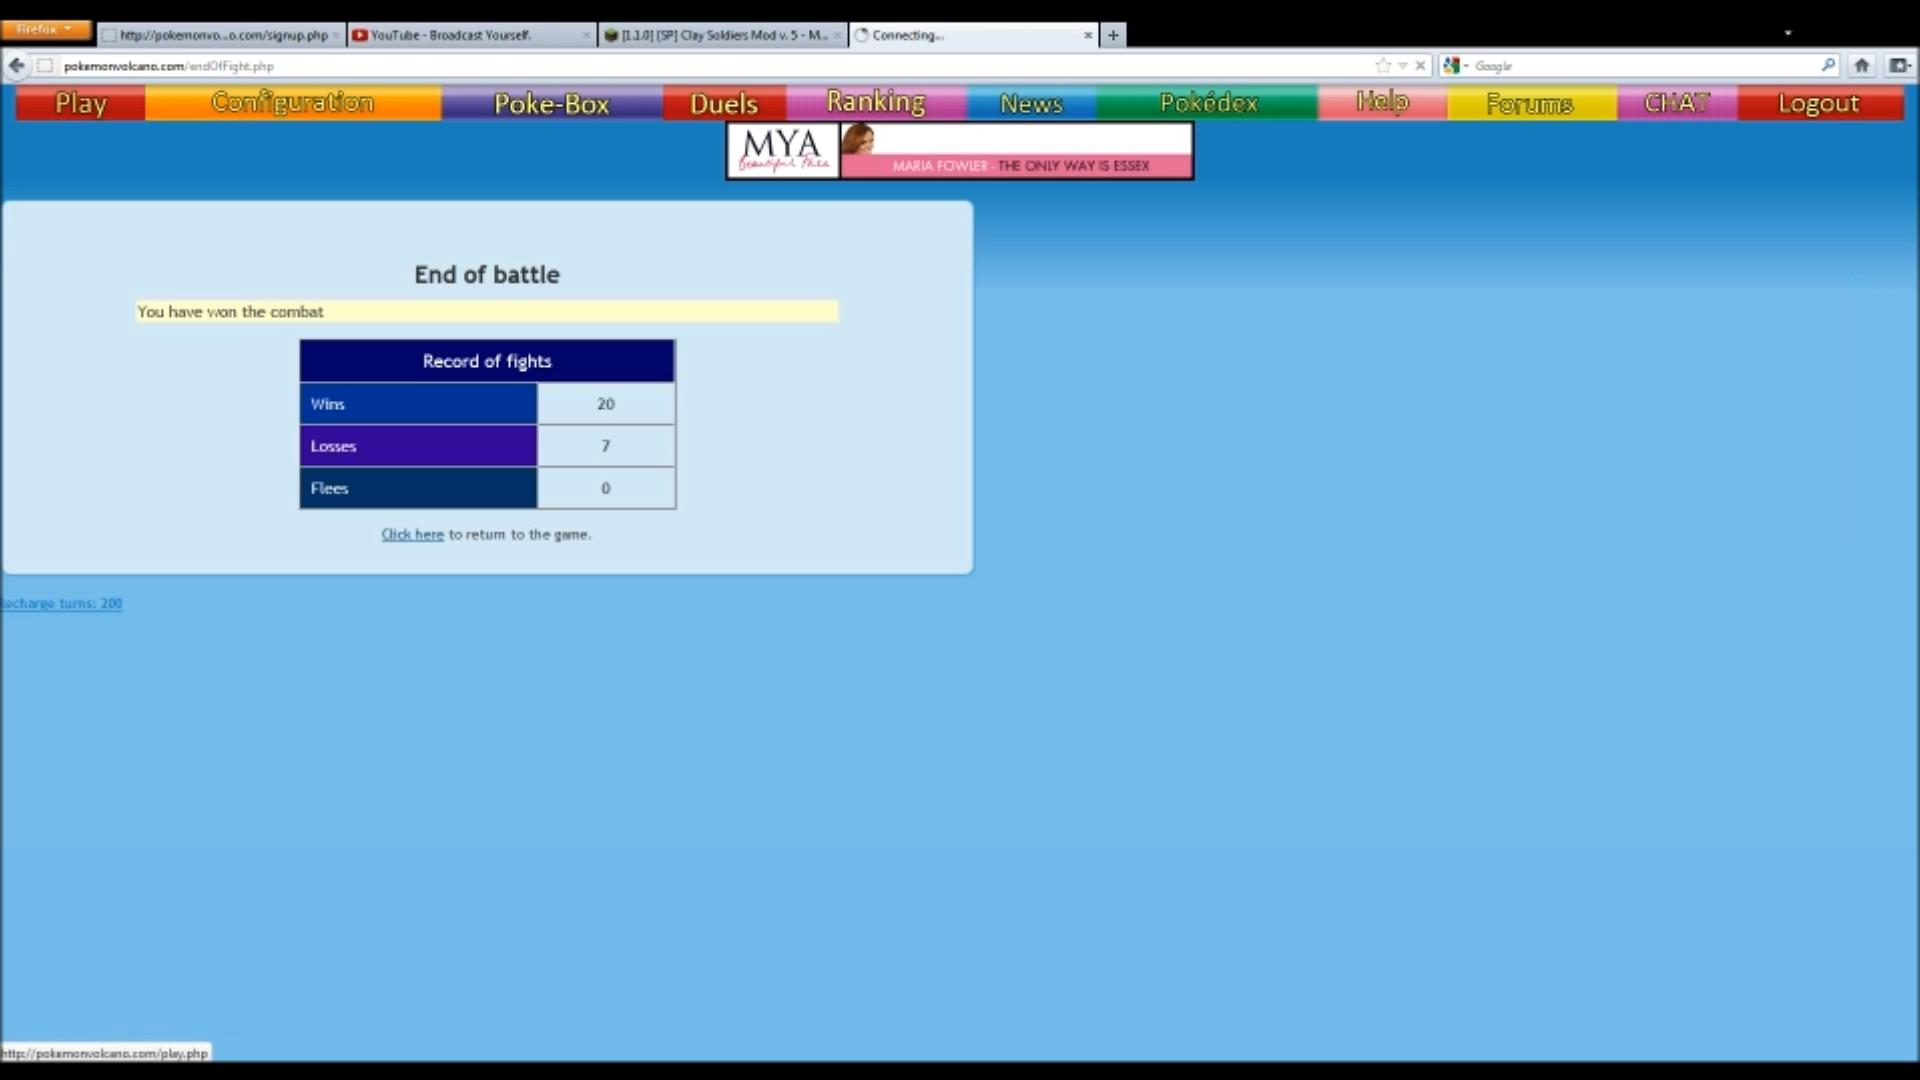 Firefox
http://pokemonvo...o.com/signup.php
YouTube - Broadcast Yourself.
[1.1.0] [SP] Clay Soldiers Mod v. 5 - M...
Connecting...
pokemonvolcano.com/endOfFight.php
Google
Play
Configuration
Poke-Box
Duels
Ranking
News
Pokédex
Help
Forums
CHAT
Logout
MYA
beautiful face
MARIA FOWLER - THE ONLY WAY IS ESSEX
End of battle
You have won the combat
Record of fights
Wins 20
Losses 7
Flees 0
Click here to return to the game.
Recharge turns: 200
http://pokemonvolcano.com/play.php